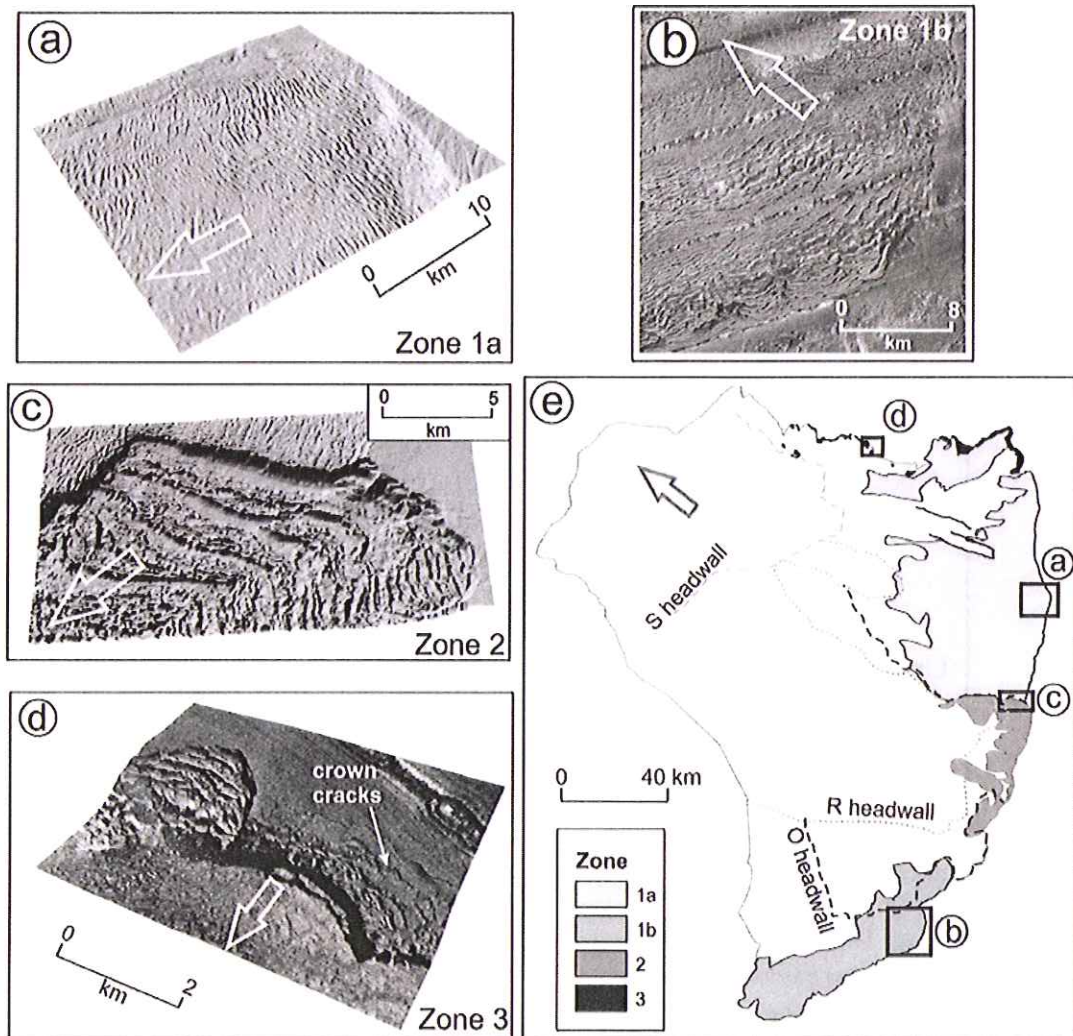 a
0
10
km
Zone 1a
b
Zone 1b
0
8
km
c
0
5
km
Zone 2
d
crown
cracks
0
2
km
Zone 3
e
d
S headwall
a
c
0
40 km
R headwall
O headwall
b
Zone
1a
1b
2
3